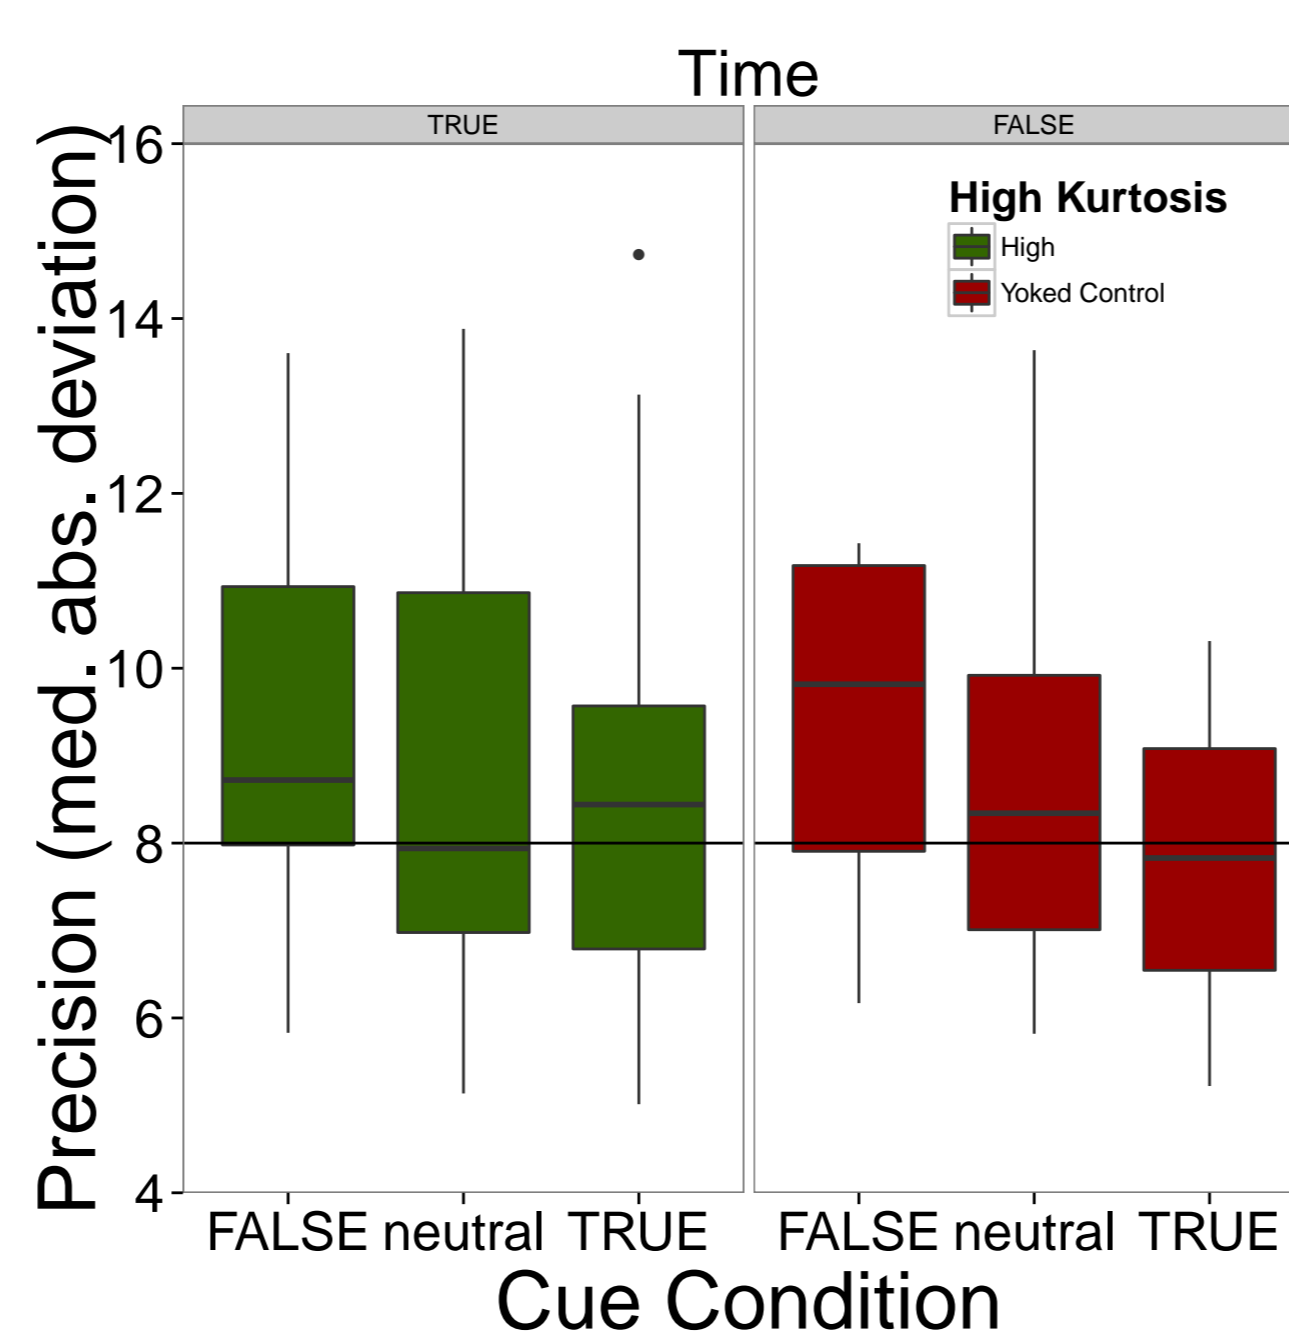 Time
TRUE FALSE
High Kurtosis
High
Yoked Control
Precision (med. abs. deviation)
16
14
12
10
8
6
4
FALSE neutral TRUE FALSE neutral TRUE
Cue Condition